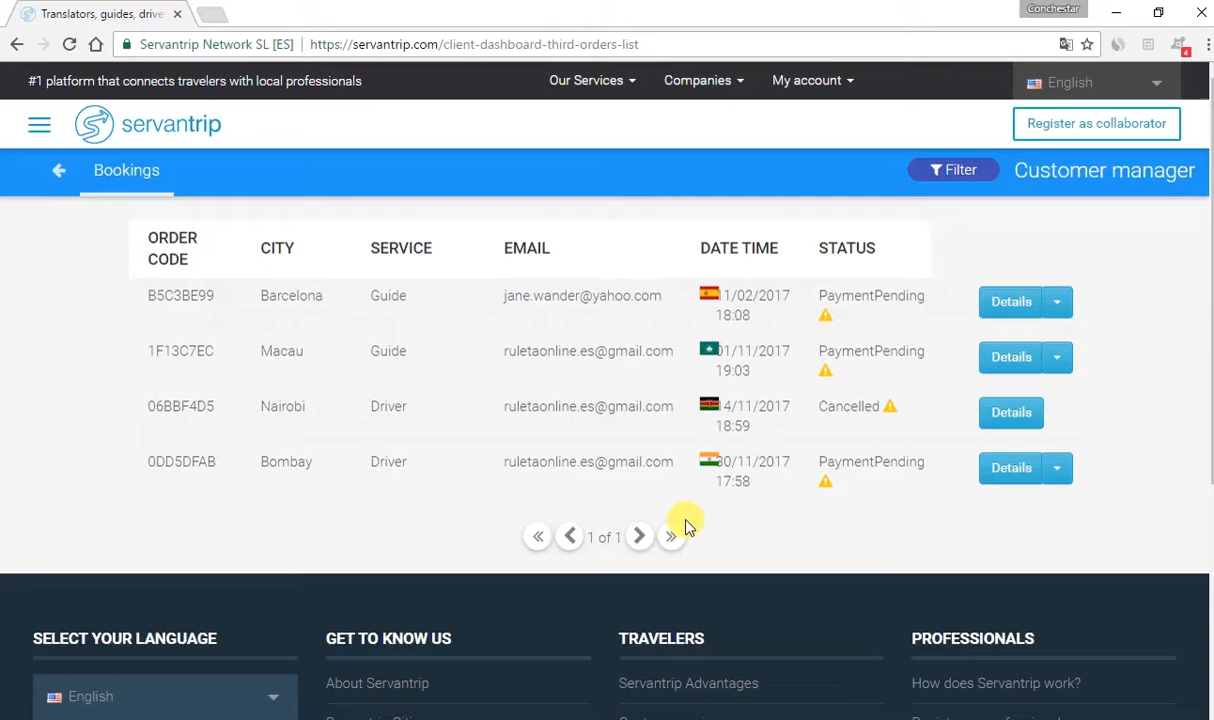 Translators, guides, drive
Conchestar
Servantrip Network SL [ES] https://servantrip.com/client-dashboard-third-orders-list
4
#1 platform that connects travelers with local professionals Our Services Companies My account English
servantrip Register as collaborator
Bookings Filter Customer manager
ORDER CODE CITY SERVICE EMAIL DATE TIME STATUS
B5C3BE99 Barcelona Guide jane.wander@yahoo.com 1/02/2017 PaymentPending Details
18:08
1F13C7EC Macau Guide ruletaonline.es@gmail.com 01/11/2017 PaymentPending Details
19:03
06BBF4D5 Nairobi Driver ruletaonline.es@gmail.com 4/11/2017 Cancelled Details
18:59
0DD5DFAB Bombay Driver ruletaonline.es@gmail.com 30/11/2017 PaymentPending Details
17:58
« 1 of 1 »
SELECT YOUR LANGUAGE GET TO KNOW US TRAVELERS PROFESSIONALS
English About Servantrip Servantrip Advantages How does Servantrip work?